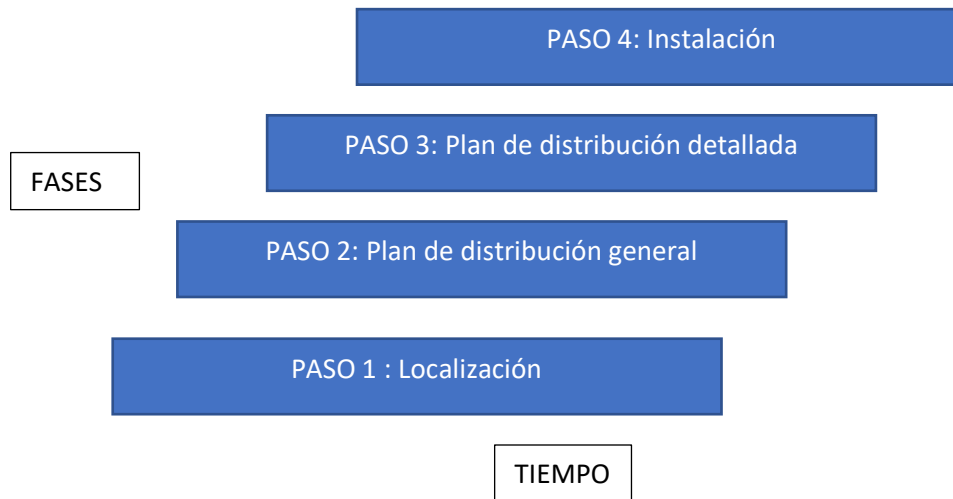 PASO 4: Instalación
PASO 3: Plan de distribución detallada
FASES
PASO 2: Plan de distribución general
PASO 1 : Localización
TIEMPO